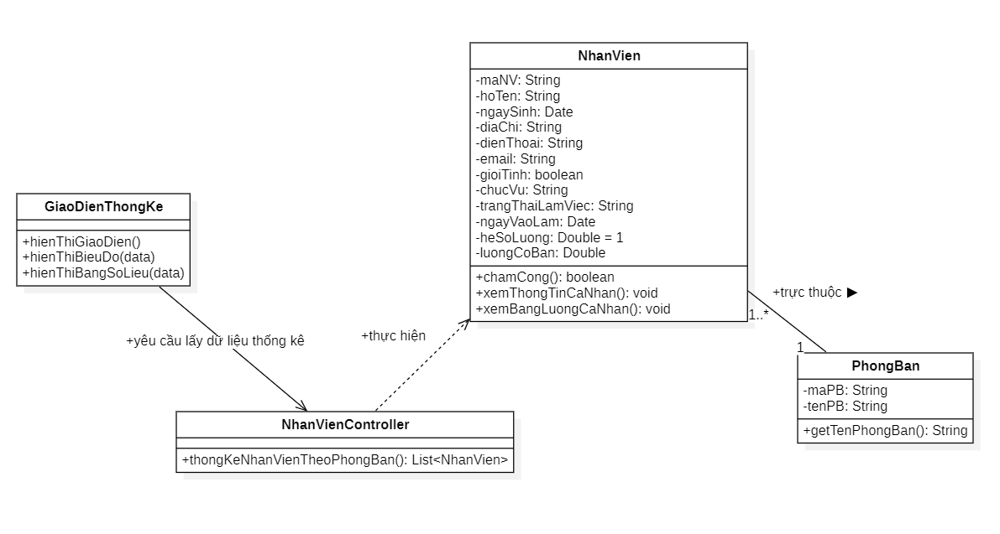 NhanVien
-maNV: String
-hoTen: String
-ngaySinh: Date
-diaChi: String
-dienThoai: String
-email: String
-gioiTinh: boolean
-chucVu: String
-trangThaiLamViec: String
-ngayVaoLam: Date
-heSoLuong: Double = 1
-luongCoBan: Double
+chamCong(): boolean
+xemThongTinCaNhan(): void
+xemBangLuongCaNhan(): void
GiaoDienThongKe
+hienThiGiaoDien()
+hienThiBieuDo(data)
+hienThiBangSoLieu(data)
+trực thuộc ▶
1..*
1
+yêu cầu lấy dữ liệu thống kê
+thực hiện
PhongBan
-maPB: String
-tenPB: String
+getTenPhongBan(): String
NhanVienController
+thongKeNhanVienTheoPhongBan(): List<NhanVien>